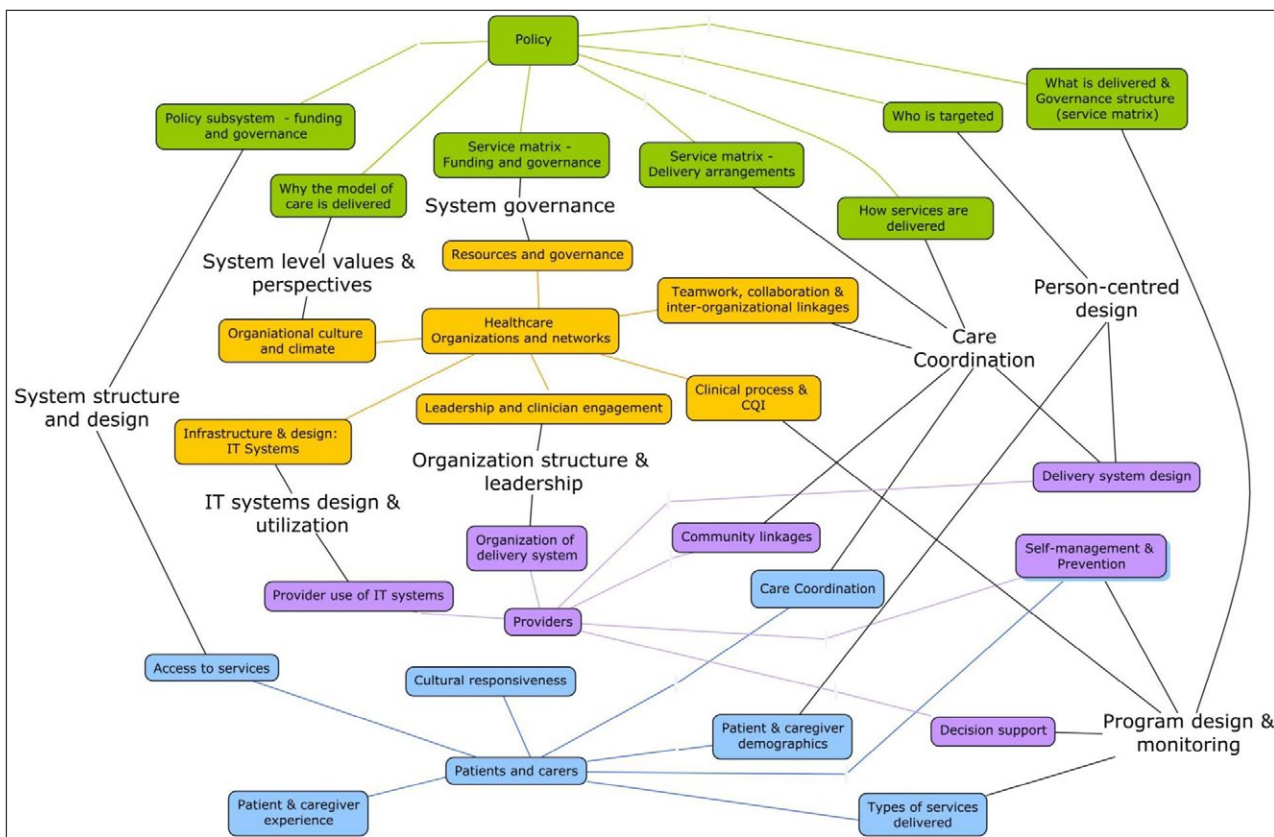 Policy
What is delivered &
Governance structure
(service matrix)
Policy subsystem  - funding
and governance
Who is targeted
Service matrix -
Funding and governance
Service matrix -
Delivery arrangements
Why the model of
care is delivered
How services are
delivered
System governance
Resources and governance
System level values &
perspectives
Teamwork, collaboration &
inter-organizational linkages
Person-centred
design
Organiational culture
and climate
Healthcare
Organizations and networks
Care
Coordination
System structure
and design
Leadership and clinician engagement
Clinical process &
CQI
Infrastructure & design:
IT Systems
Organization structure &
leadership
Delivery system design
IT systems design &
utilization
Organization of
delivery system
Community linkages
Self-management &
Prevention
Provider use of IT systems
Care Coordination
Providers
Access to services
Cultural responsiveness
Patient & caregiver
demographics
Decision support
Program design &
monitoring
Patients and carers
Patient & caregiver
experience
Types of services
delivered